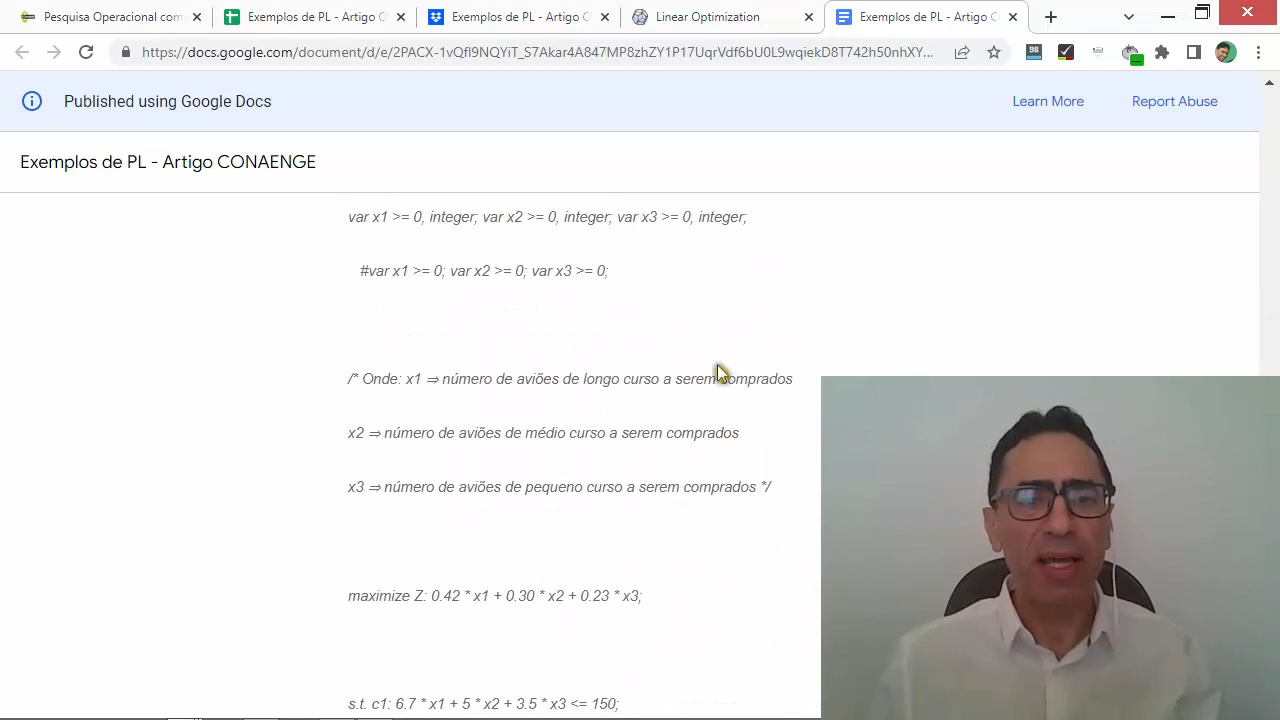 Pesquisa Operacional com
Exemplos de PL - Artigo C
Exemplos de PL - Artigo C
Linear Optimization
Exemplos de PL - Artigo C
https://docs.google.com/document/d/e/2PACX-1vQfI9NQYiT_S7Akar4A847MP8zhZY1P17UqrVdf6bU0L9wqiekD8T742h50nhXY...
98
Published using Google Docs
Learn More
Report Abuse
Exemplos de PL - Artigo CONAENGE
var x1 >= 0, integer; var x2 >= 0, integer; var x3 >= 0, integer;
#var x1 >= 0; var x2 >= 0; var x3 >= 0;
/* Onde: x1 ⇒ número de aviões de longo curso a serem comprados
x2 ⇒ número de aviões de médio curso a serem comprados
x3 ⇒ número de aviões de pequeno curso a serem comprados */
maximize Z: 0.42 * x1 + 0.30 * x2 + 0.23 * x3;
s.t. c1: 6.7 * x1 + 5 * x2 + 3.5 * x3 <= 150;